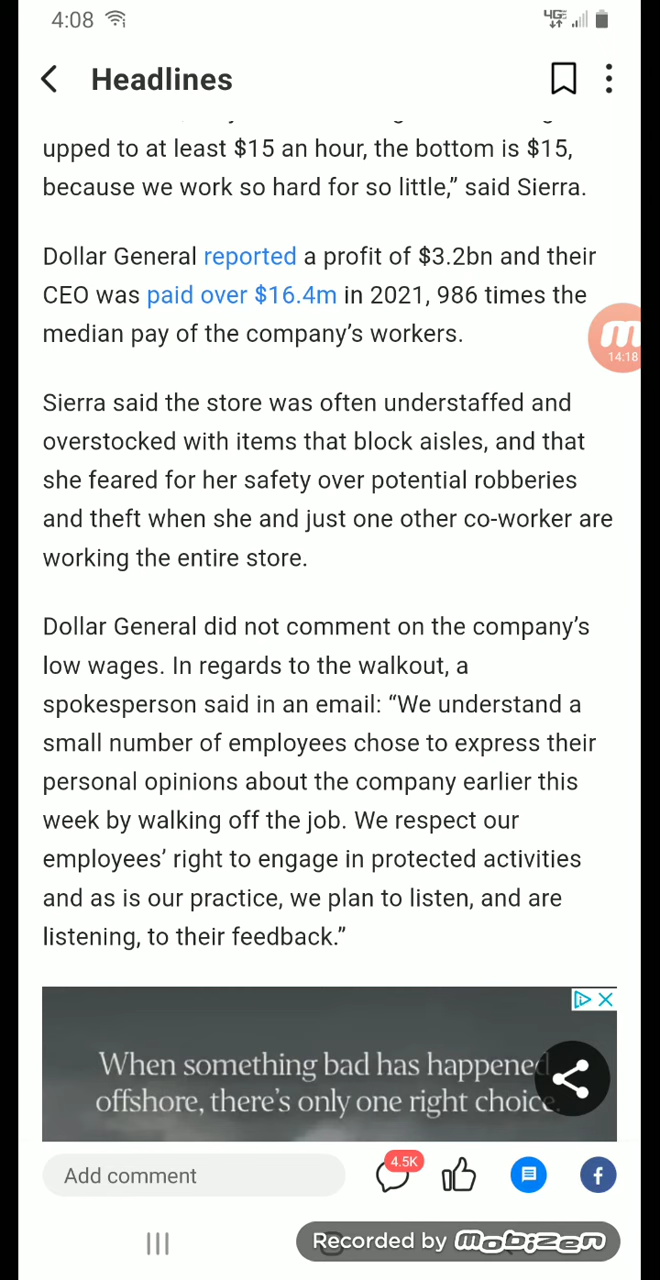 4:08
4GE
Headlines
upped to at least $15 an hour, the bottom is $15,
because we work so hard for so little,” said Sierra.
Dollar General reported a profit of $3.2bn and their
CEO was paid over $16.4m in 2021, 986 times the
median pay of the company’s workers.
14:18
Sierra said the store was often understaffed and
overstocked with items that block aisles, and that
she feared for her safety over potential robberies
and theft when she and just one other co-worker are
working the entire store.
Dollar General did not comment on the company’s
low wages. In regards to the walkout, a
spokesperson said in an email: “We understand a
small number of employees chose to express their
personal opinions about the company earlier this
week by walking off the job. We respect our
employees’ right to engage in protected activities
and as is our practice, we plan to listen, and are
listening, to their feedback.”
When something bad has happened
offshore, there’s only one right choice.
Add comment
4.5K
Recorded by mobizen